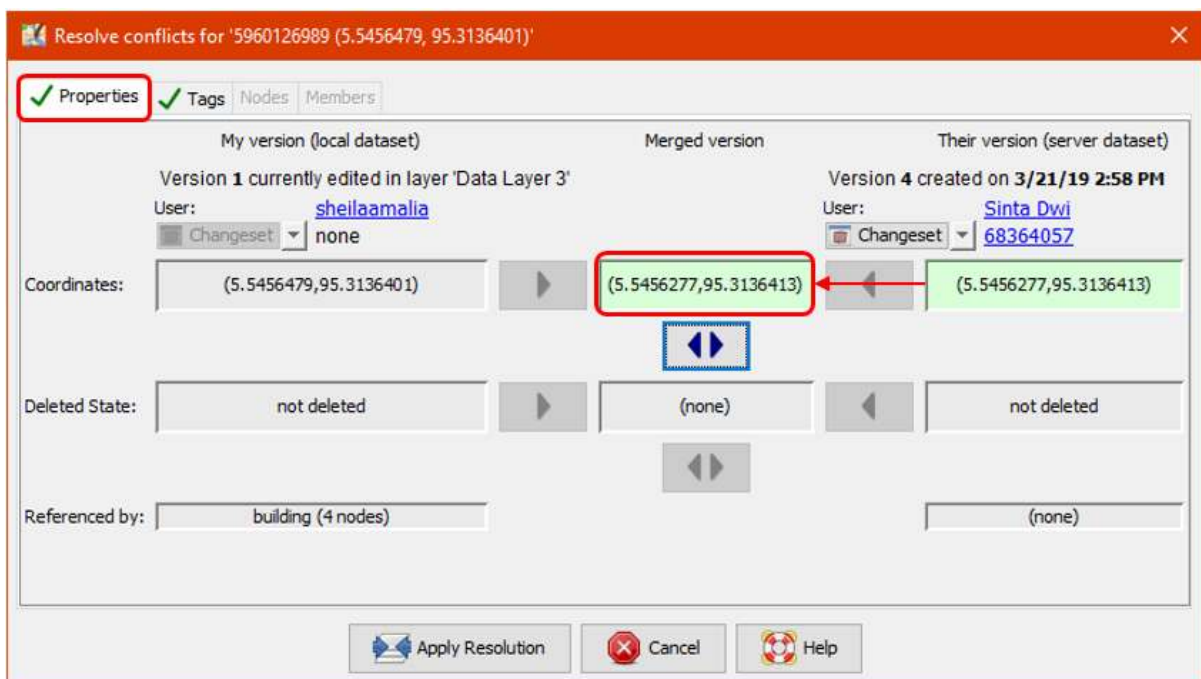 Resolve conflicts for '5960126989 (5.5456479, 95.3136401)'
Properties Tags Nodes Members
My version (local dataset) Merged version Their version (server dataset)
Version 1 currently edited in layer 'Data Layer 3' Version 4 created on 3/21/19 2:58 PM
User: sheilaamalia User: Sinta Dwi
Changeset none Changeset 68364057
Coordinates: (5.5456479,95.3136401) (5.5456277,95.3136413) (5.5456277,95.3136413)
Deleted State: not deleted (none) not deleted
Referenced by: building (4 nodes) (none)
Apply Resolution Cancel Help